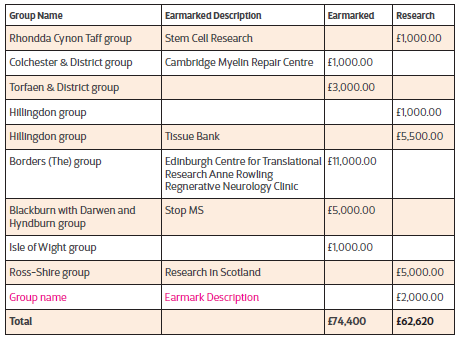 Group Name Earmarked Description Earmarked Research
Rhondda Cynon Taff group Stem Cell Research £1,000.00
Colchester & District group Cambridge Myelin Repair Centre £1,000.00
Torfaen & District group £3,000.00
Hillingdon group £1,000.00
Hillingdon group Tissue Bank £5,500.00
Borders (The) group Edinburgh Centre for Translational £11,000.00
Research Anne Rowling
Regnerative Neurology Clinic
Blackburn with Darwen and Stop MS £5,000.00
Hyndburn group
Isle of Wight group £1,000.00
Ross-Shire group Research in Scotland £5,000.00
Group name Earmark Description £2,000.00
Total £74,400 £62,620